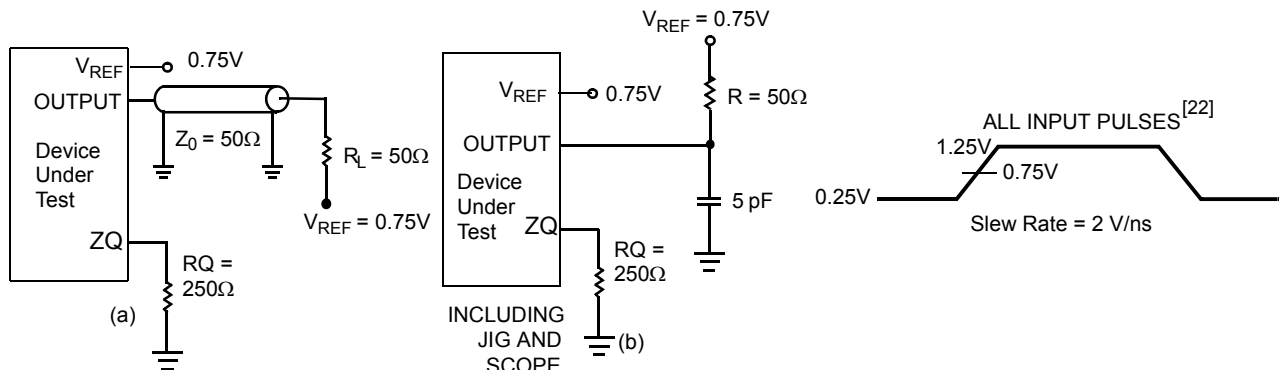 V_REF 0.75V
OUTPUT
Z_0 = 50Ω
Device
Under
Test
R_L = 50Ω
V_REF = 0.75V
ZQ
RQ =
250Ω
(a)
V_REF = 0.75V
R = 50Ω
V_REF 0.75V
OUTPUT
Device
Under
Test
5 pF
ZQ
RQ =
250Ω
INCLUDING
JIG AND
SCOPE
(b)
ALL INPUT PULSES[22]
1.25V
0.75V
0.25V
Slew Rate = 2 V/ns